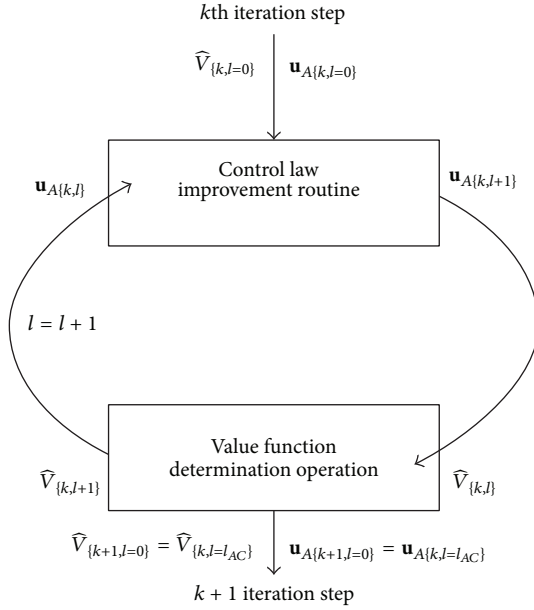 kth iteration step
V̂_{k,l=0} 𝐮_A{k,l=0}
Control law
improvement routine
𝐮_A{k,l}
𝐮_A{k,l+1}
l = l + 1
Value function
determination operation
V̂_{k,l+1}
V̂_{k,l}
V̂_{k+1,l=0} = V̂_{k,l=l_AC} 𝐮_A{k+1,l=0} = 𝐮_A{k,l=l_AC}
k + 1 iteration step